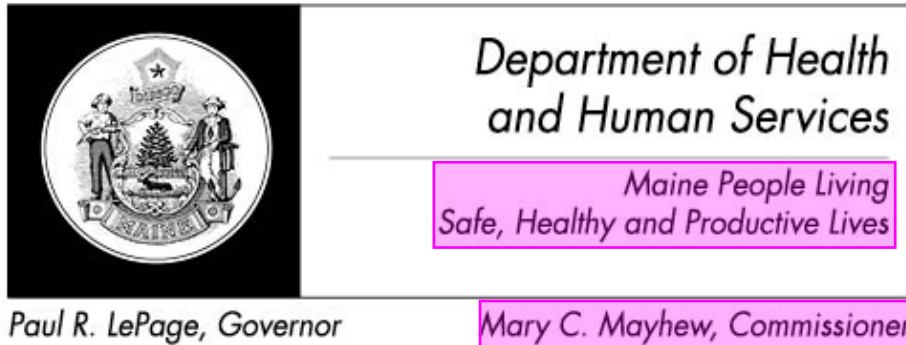 Department of Health
and Human Services
Maine People Living
Safe, Healthy and Productive Lives
MAINE
Paul R. LePage, Governor
Mary C. Mayhew, Commissioner